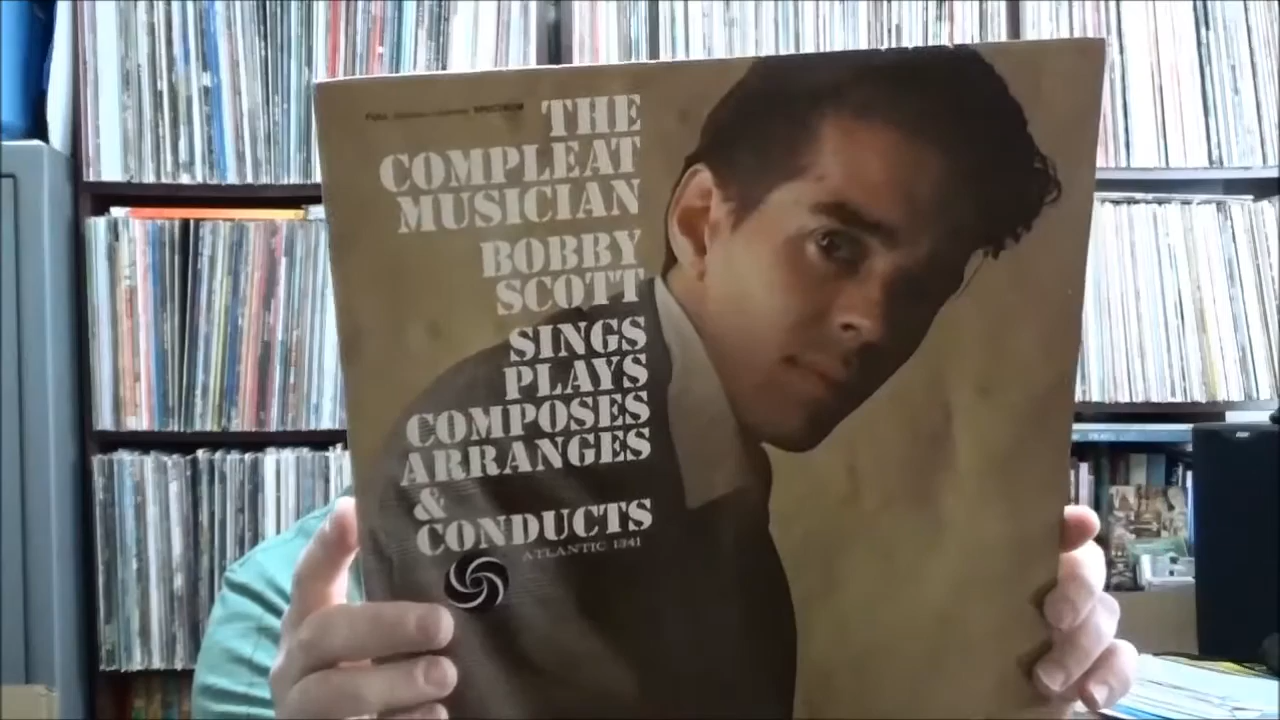 THE
COMPLEAT
MUSICIAN
BOBBY
SCOTT
SINGS
PLAYS
COMPOSES
ARRANGES
&
CONDUCTS
ATLANTIC 1341